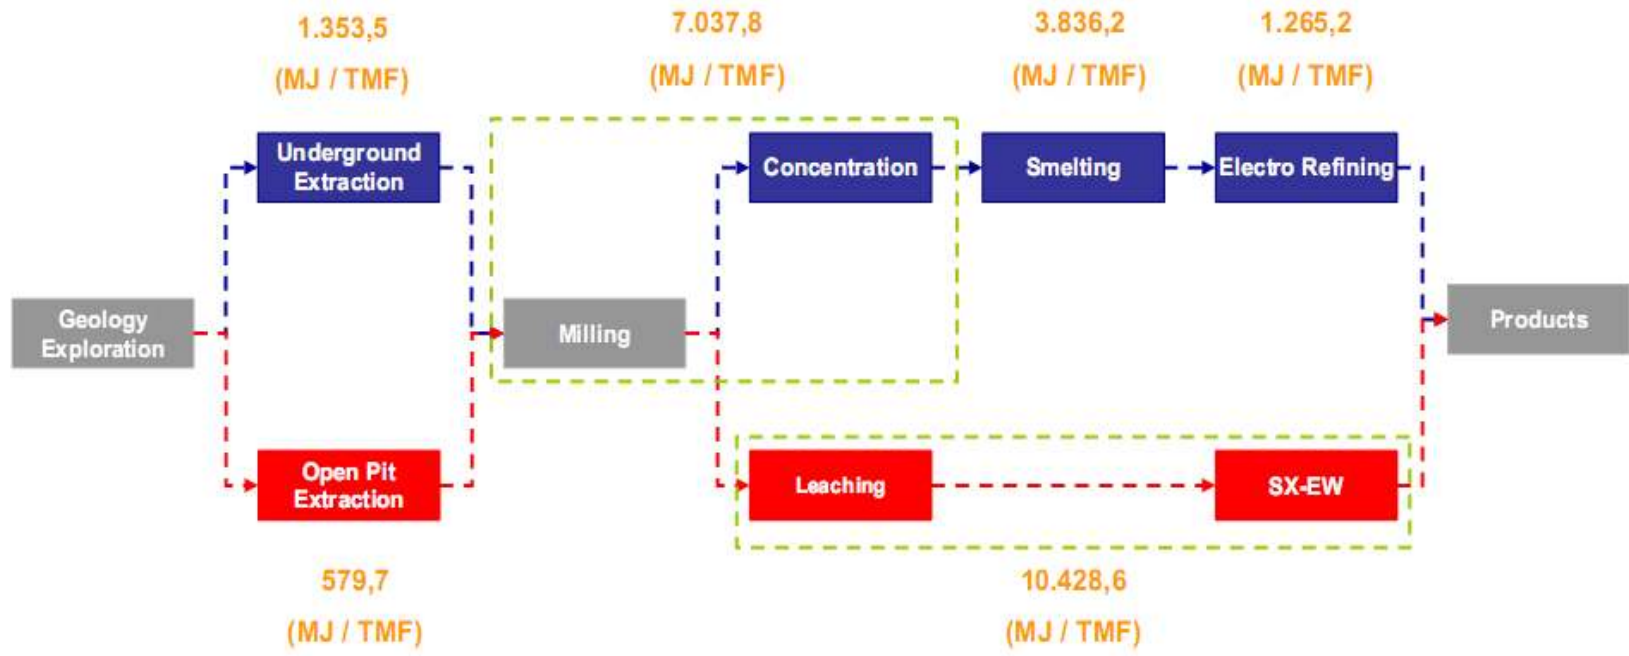 1.353,5
(MJ / TMF)
7.037,8
(MJ / TMF)
3.836,2
(MJ / TMF)
1.265,2
(MJ / TMF)
Underground
Extraction
Concentration
Smelting
Electro Refining
Geology
Exploration
Milling
Products
Open Pit
Extraction
Leaching
SX-EW
579,7
(MJ / TMF)
10.428,6
(MJ / TMF)